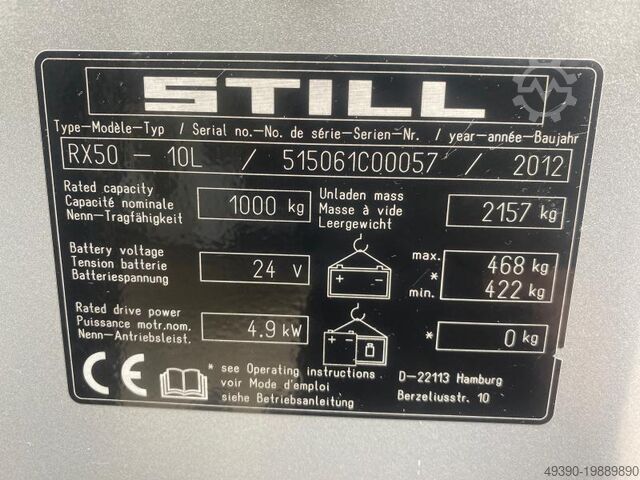 STILL
Type-Modèle-Typ / Serial no.-No. de série-Serien-Nr. / year-année-Baujahr
RX50 - 10L / 515061C00057 / 2012
Rated capacity
Capacité nominale
Nenn-Tragfähigkeit
1000 kg
Unladen mass
Masse à vide
Leergewicht
2157 kg
Battery voltage
Tension batterie
Batteriespannung
24 V
max.
*
min.
468 kg
422 kg
Rated drive power
Puissance motr.nom.
Nenn-Antriebsleist.
4.9 kW
* 0 kg
CE
* see Operating instructions
voir Mode d'emploi
siehe Betriebsanleitung
D-22113 Hamburg
Berzeliusstr. 10
49390-19889890